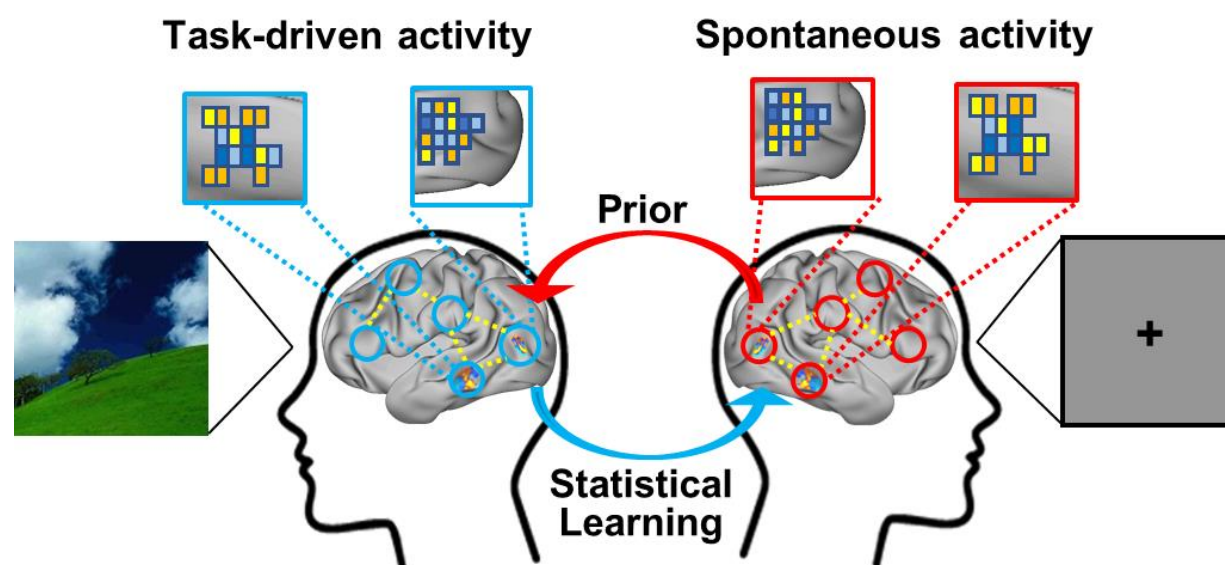 Task-driven activity
Spontaneous activity
Prior
Statistical
Learning